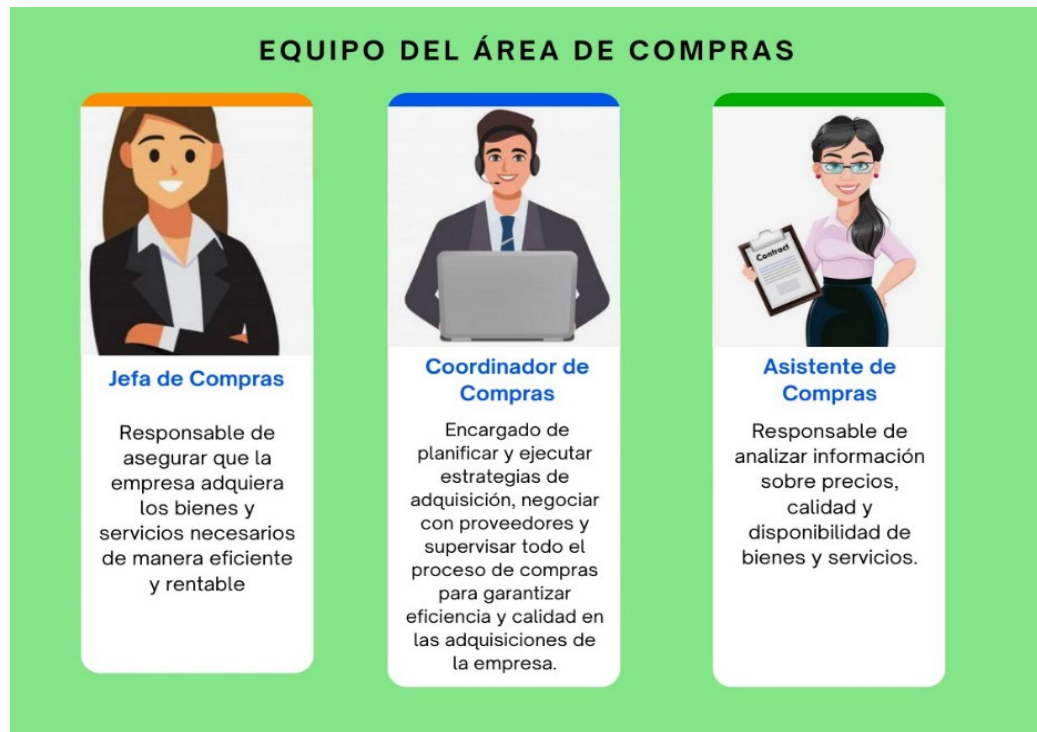 EQUIPO DEL ÁREA DE COMPRAS
Jefa de Compras
Responsable de
asegurar que la
empresa adquiera
los bienes y
servicios necesarios
de manera eficiente
y rentable
Coordinador de
Compras
Encargado de
planificar y ejecutar
estrategias de
adquisición, negociar
con proveedores y
supervisar todo el
proceso de compras
para garantizar
eficiencia y calidad en
las adquisiciones de
la empresa.
Contract
Asistente de
Compras
Responsable de
analizar información
sobre precios,
calidad y
disponibilidad de
bienes y servicios.